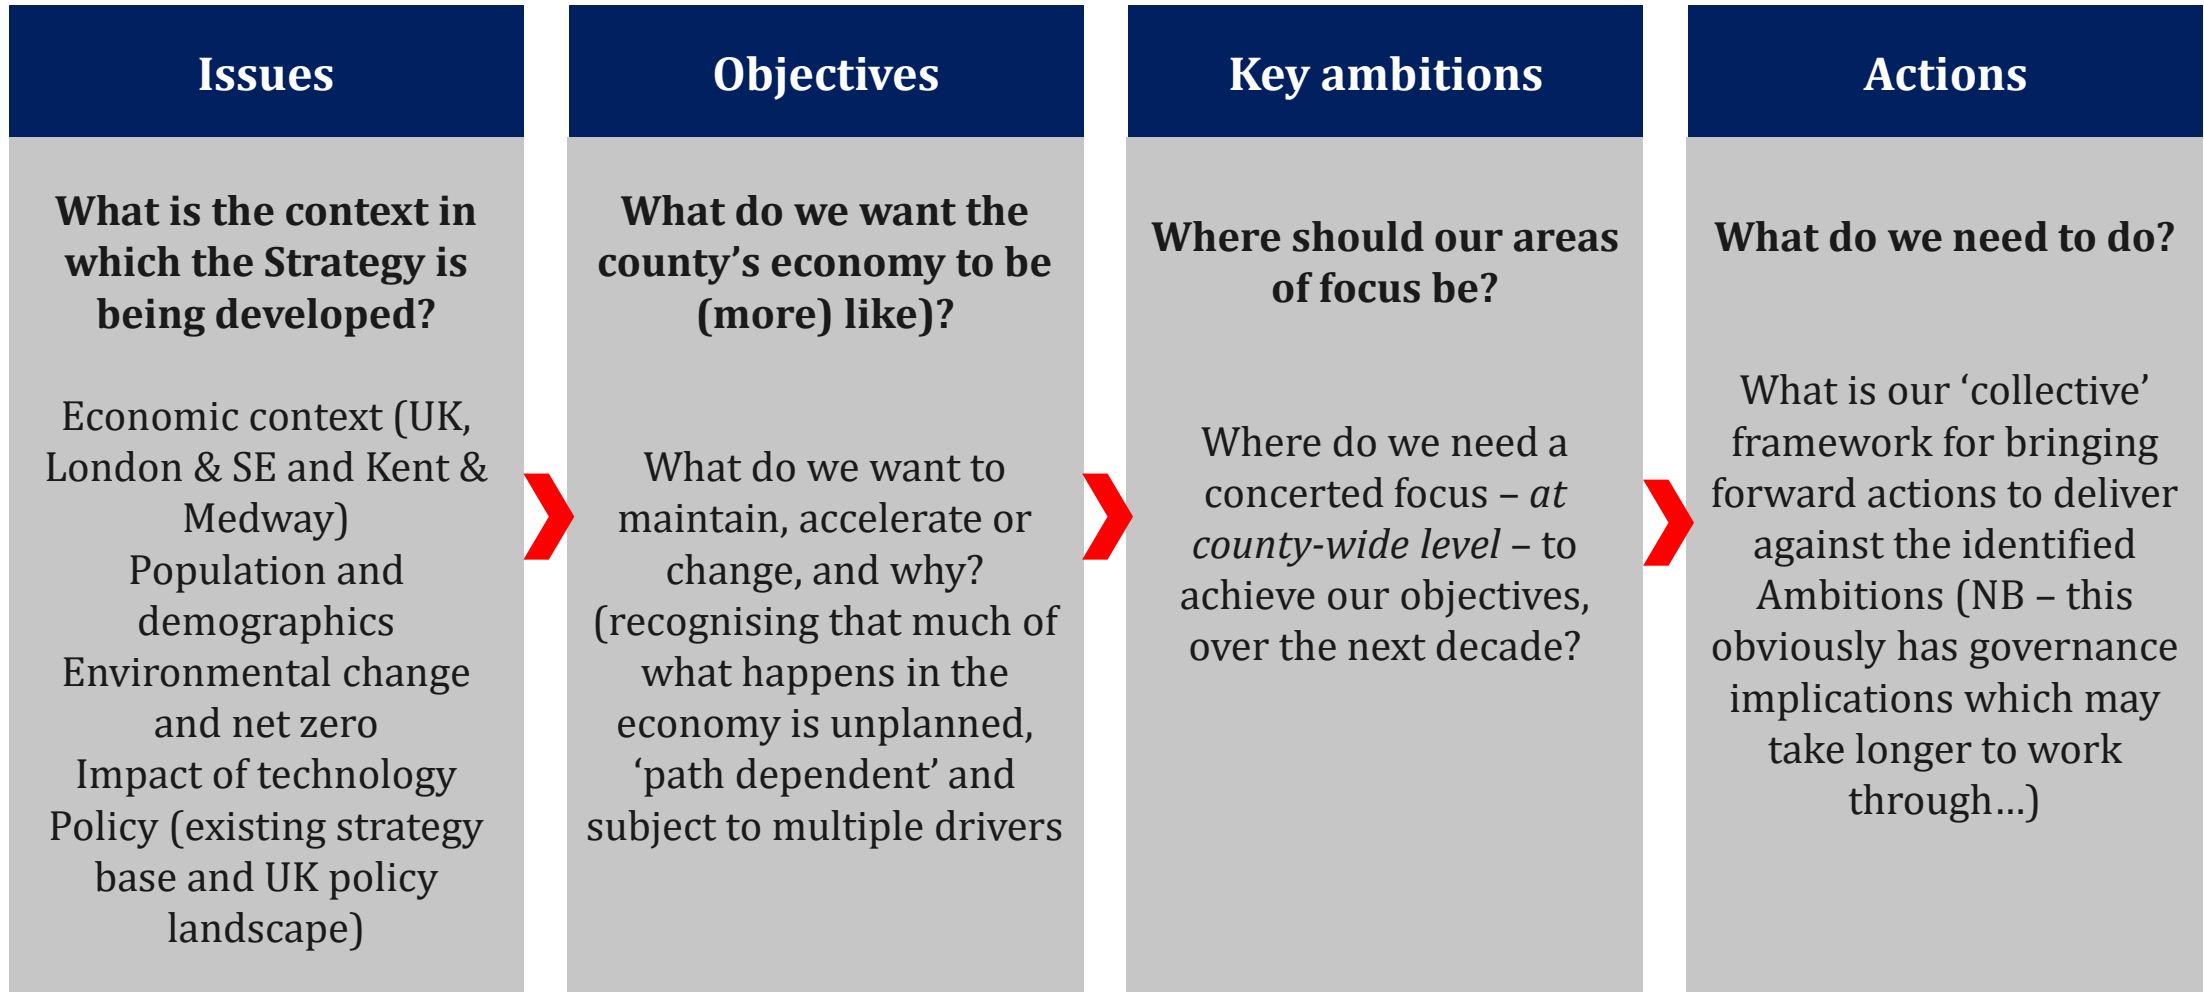 Issues
What is the context in
which the Strategy is
being developed?
Economic context (UK,
London & SE and Kent &
Medway)
Population and
demographics
Environmental change
and net zero
Impact of technology
Policy (existing strategy
base and UK policy
landscape)
Objectives
What do we want the
county’s economy to be
(more) like)?
What do we want to
maintain, accelerate or
change, and why?
(recognising that much of
what happens in the
economy is unplanned,
‘path dependent’ and
subject to multiple drivers
Key ambitions
Where should our areas
of focus be?
Where do we need a
concerted focus – at
county-wide level – to
achieve our objectives,
over the next decade?
Actions
What do we need to do?
What is our ‘collective’
framework for bringing
forward actions to deliver
against the identified
Ambitions (NB – this
obviously has governance
implications which may
take longer to work
through…)